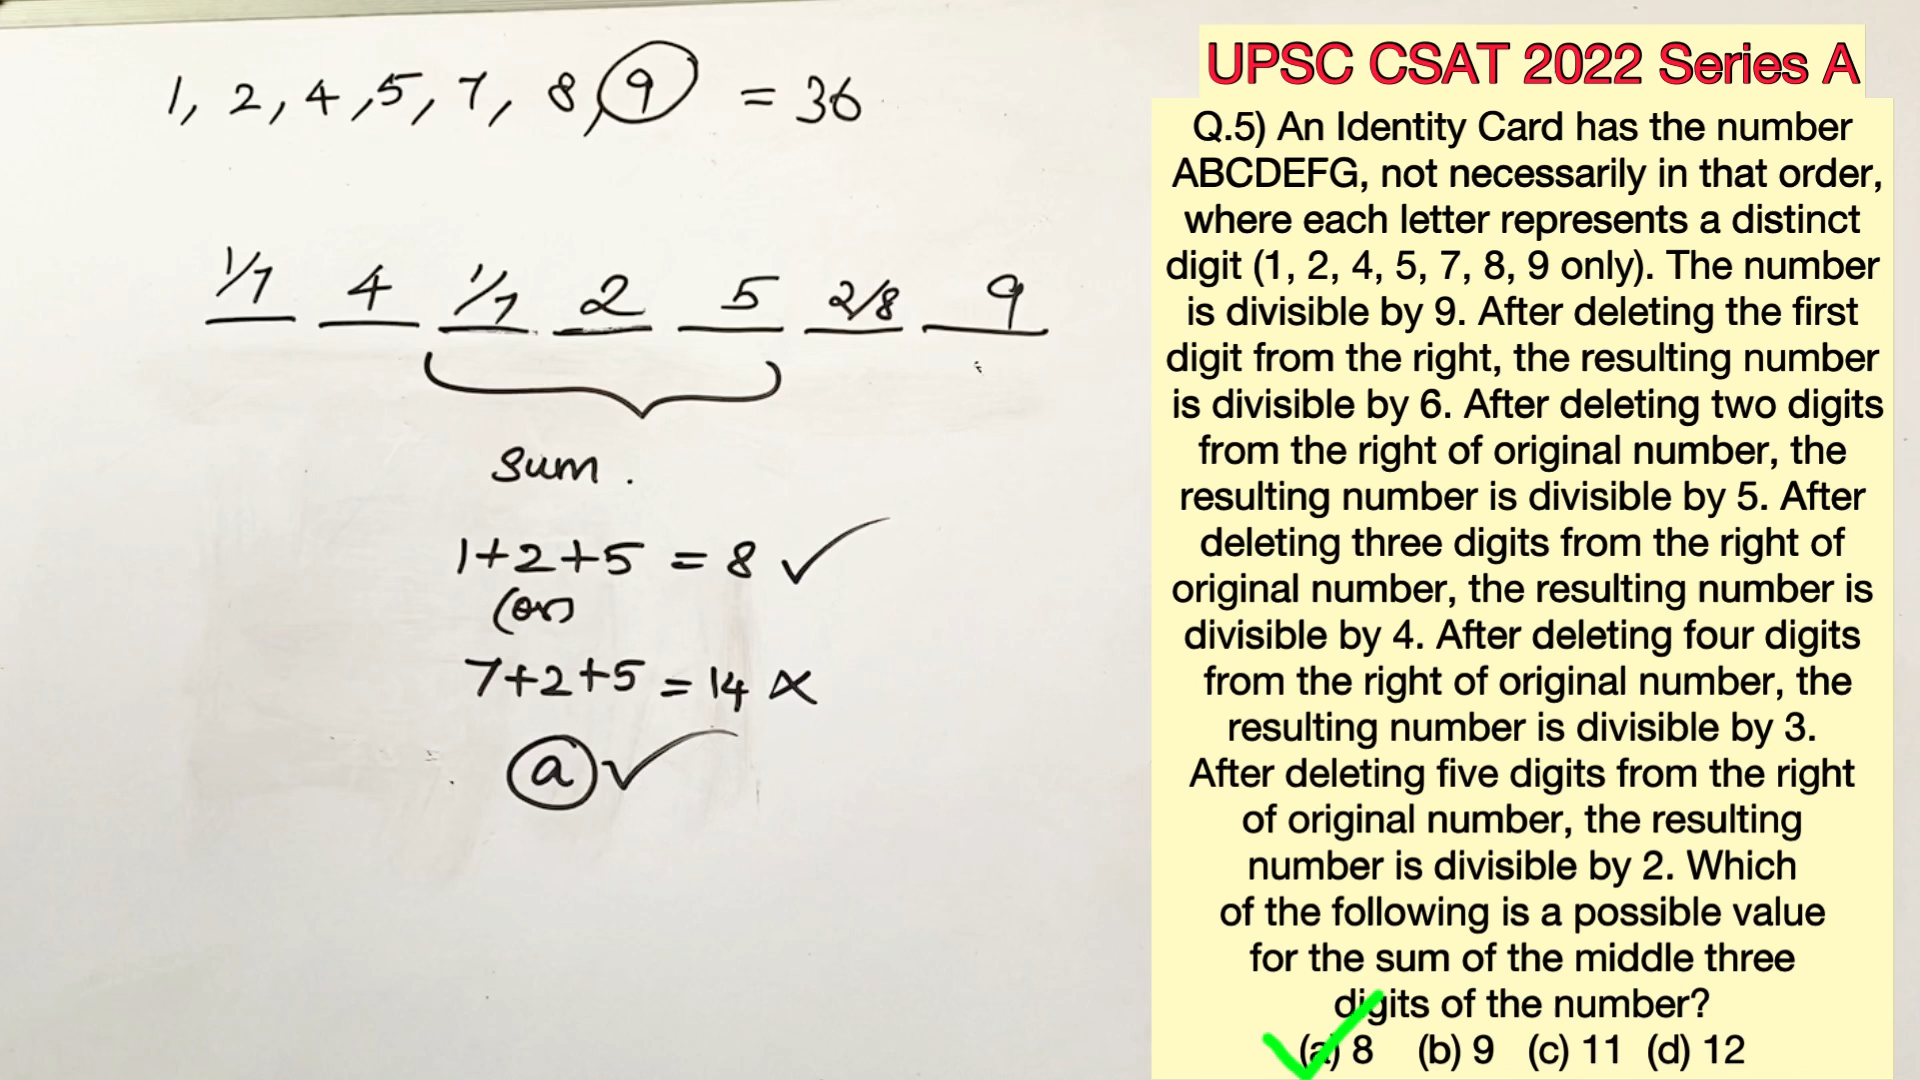 1, 2, 4, 5, 7, 8, 9 = 36
1/7 4 1/7 2 5 2/8 9
Sum.
1+2+5 = 8 ✓
(or)
7+2+5 = 14 ×
a ✓
UPSC CSAT 2022 Series A
Q.5) An Identity Card has the number
ABCDEFG, not necessarily in that order,
where each letter represents a distinct
digit (1, 2, 4, 5, 7, 8, 9 only). The number
is divisible by 9. After deleting the first
digit from the right, the resulting number
is divisible by 6. After deleting two digits
from the right of original number, the
resulting number is divisible by 5. After
deleting three digits from the right of
original number, the resulting number is
divisible by 4. After deleting four digits
from the right of original number, the
resulting number is divisible by 3.
After deleting five digits from the right
of original number, the resulting
number is divisible by 2. Which
of the following is a possible value
for the sum of the middle three
digits of the number?
(a) 8 (b) 9 (c) 11 (d) 12